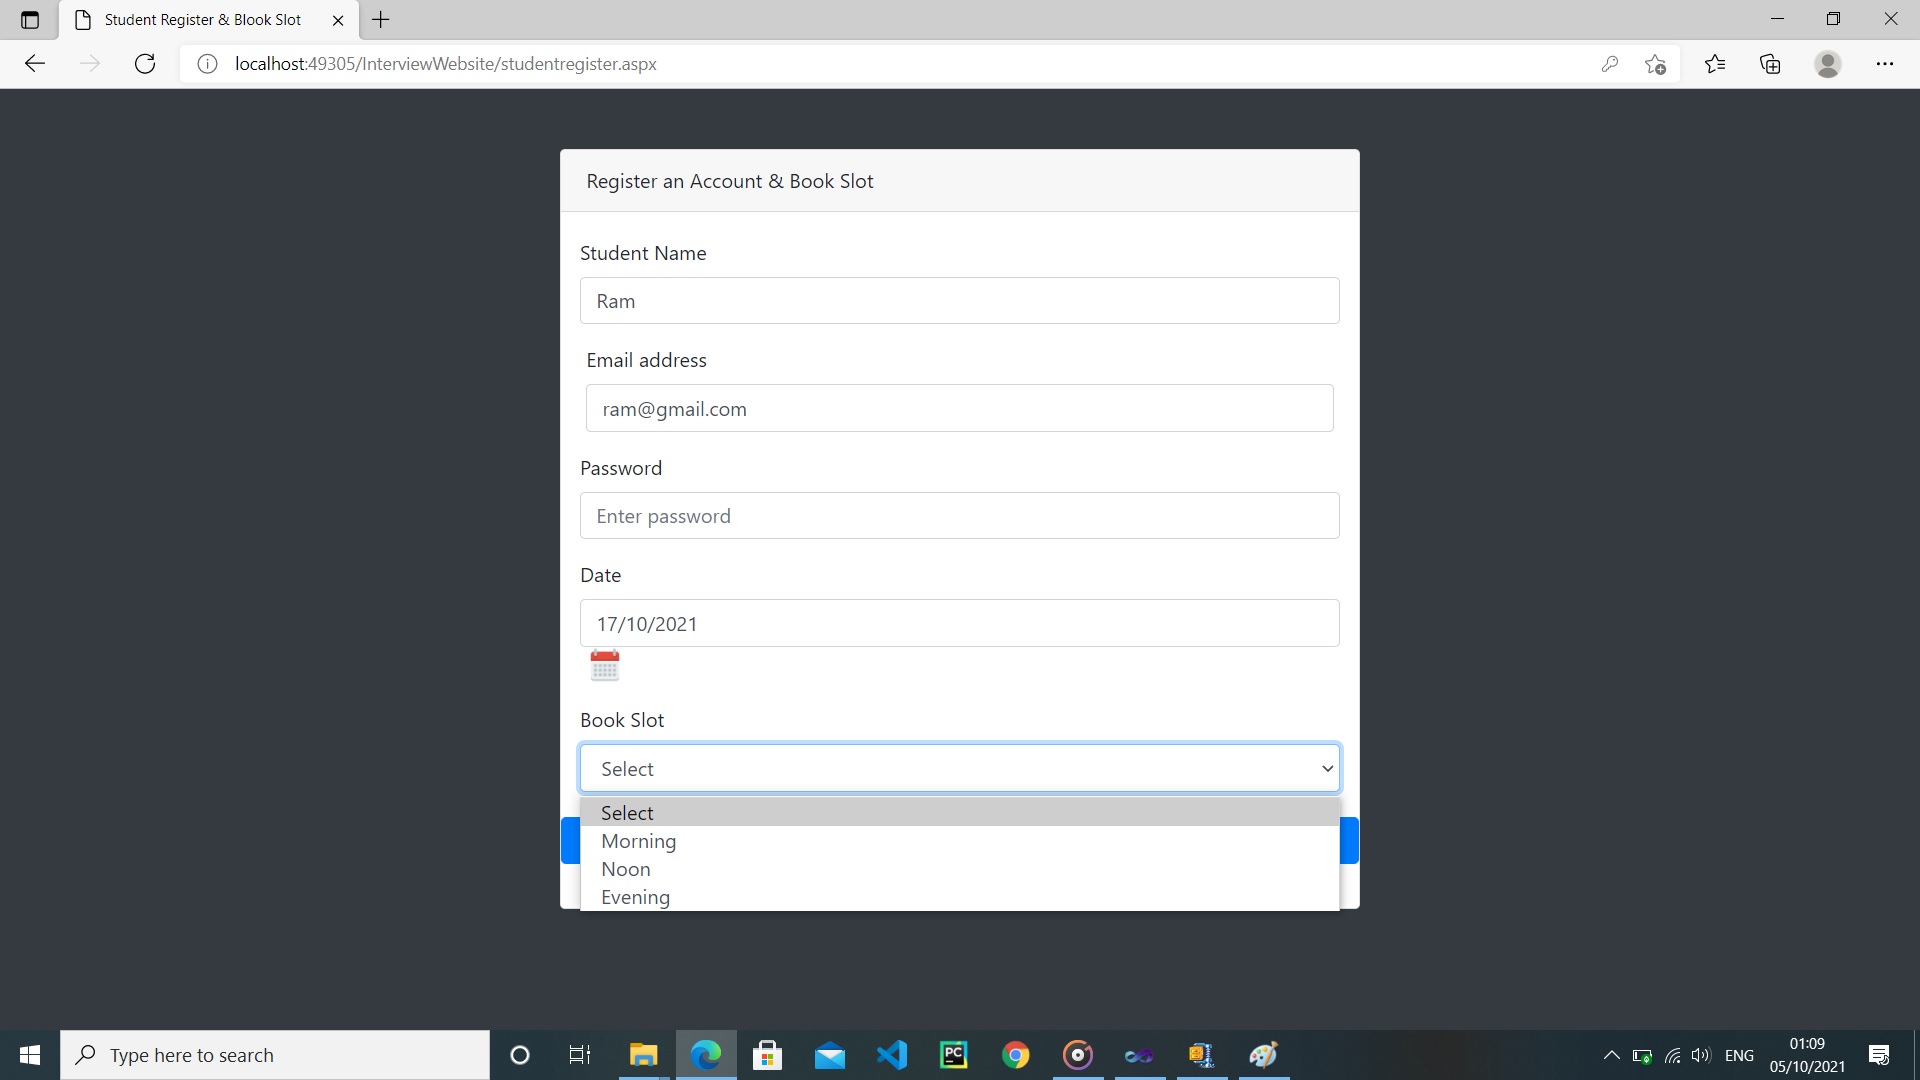 Student Register & Blook Slot
localhost:49305/InterviewWebsite/studentregister.aspx
Register an Account & Book Slot
Student Name
Ram
Email address
ram@gmail.com
Password
Enter password
Date
17/10/2021
Book Slot
Select
Select
Morning
Noon
Evening
Type here to search
PC
ENG
01:09
05/10/2021